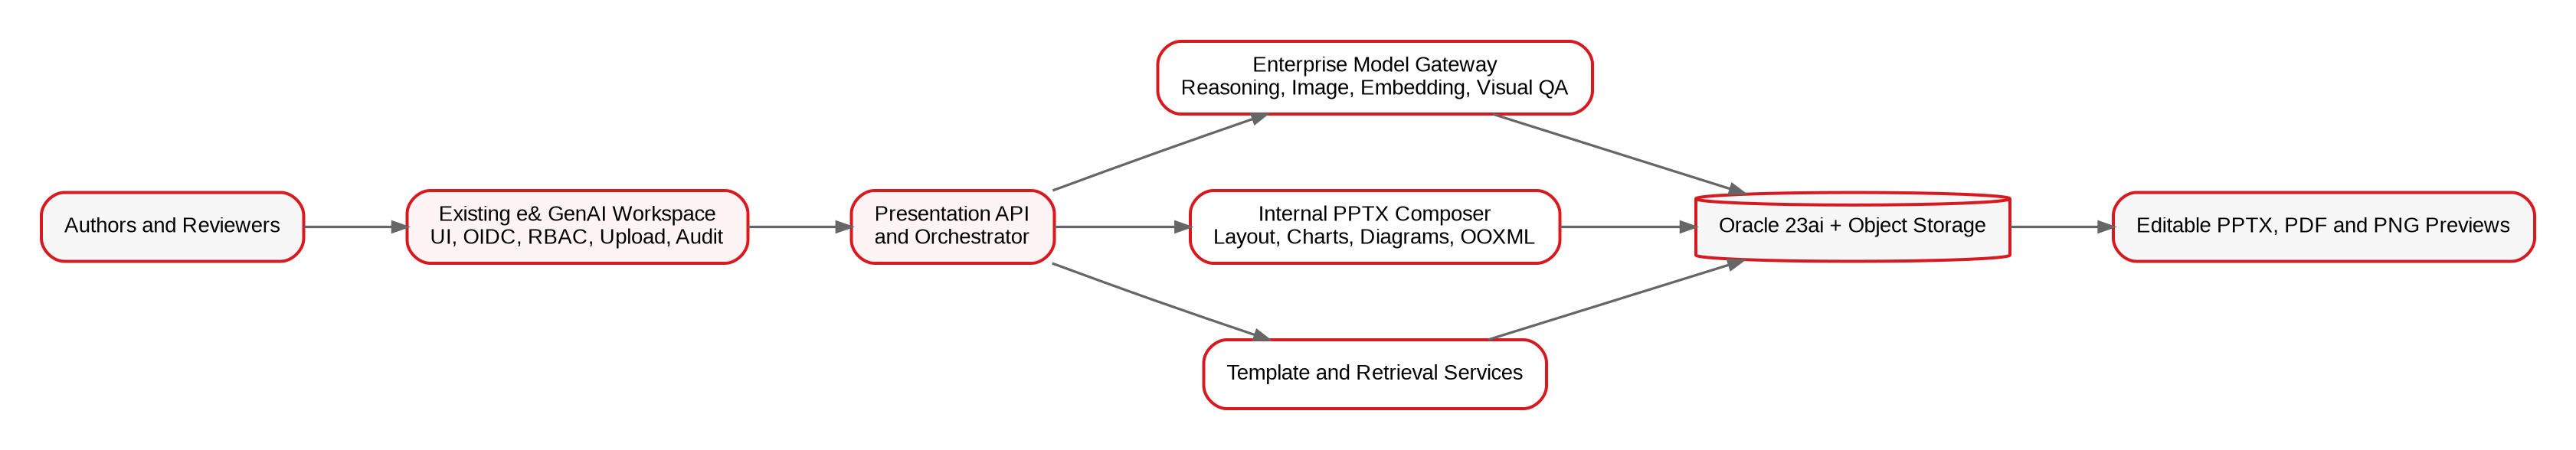 Authors and Reviewers
Existing e& GenAI Workspace
UI, OIDC, RBAC, Upload, Audit
Presentation API
and Orchestrator
Enterprise Model Gateway
Reasoning, Image, Embedding, Visual QA
Internal PPTX Composer
Layout, Charts, Diagrams, OOXML
Template and Retrieval Services
Oracle 23ai + Object Storage
Editable PPTX, PDF and PNG Previews